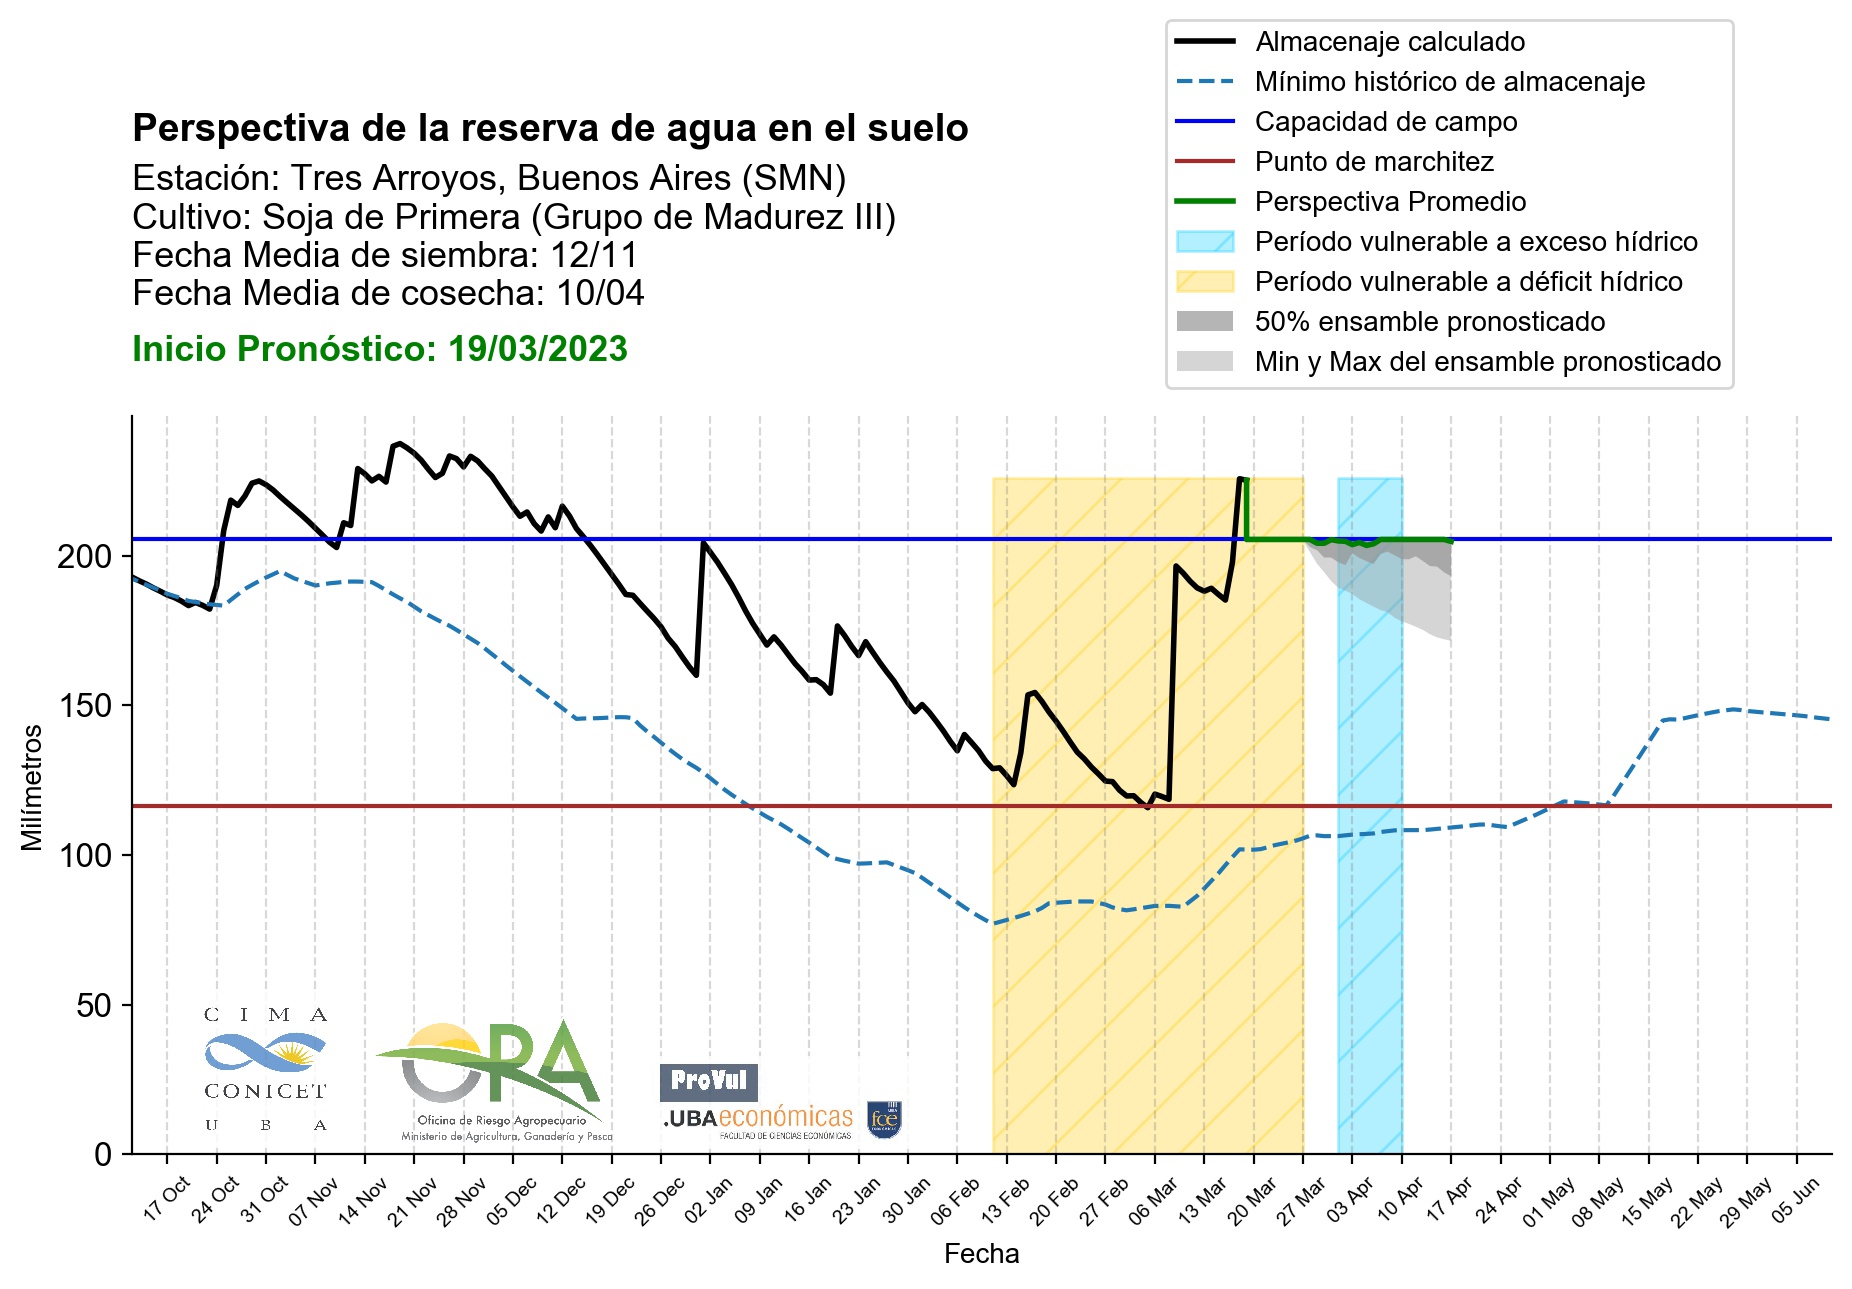 Almacenaje calculado
Mínimo histórico de almacenaje
Capacidad de campo
Punto de marchitez
Perspectiva Promedio
Período vulnerable a exceso hídrico
Período vulnerable a déficit hídrico
50% ensamble pronosticado
Min y Max del ensamble pronosticado
Perspectiva de la reserva de agua en el suelo
Estación: Tres Arroyos, Buenos Aires (SMN)
Cultivo: Soja de Primera (Grupo de Madurez III)
Fecha Media de siembra: 12/11
Fecha Media de cosecha: 10/04
Inicio Pronóstico: 19/03/2023
Milímetros
200
150
100
50
0
C I M A
CONICET
U B A
ORA
Oficina de Riesgo Agropecuario
Ministerio de Agricultura, Ganadería y Pesca
ProVul
.UBAeconómicas
FACULTAD DE CIENCIAS ECONÓMICAS
UBA
fce
ECONÓMICAS
17 Oct
24 Oct
31 Oct
07 Nov
14 Nov
21 Nov
28 Nov
05 Dec
12 Dec
19 Dec
26 Dec
02 Jan
09 Jan
16 Jan
23 Jan
30 Jan
06 Feb
13 Feb
20 Feb
27 Feb
06 Mar
13 Mar
20 Mar
27 Mar
03 Apr
10 Apr
17 Apr
24 Apr
01 May
08 May
15 May
22 May
29 May
05 Jun
Fecha